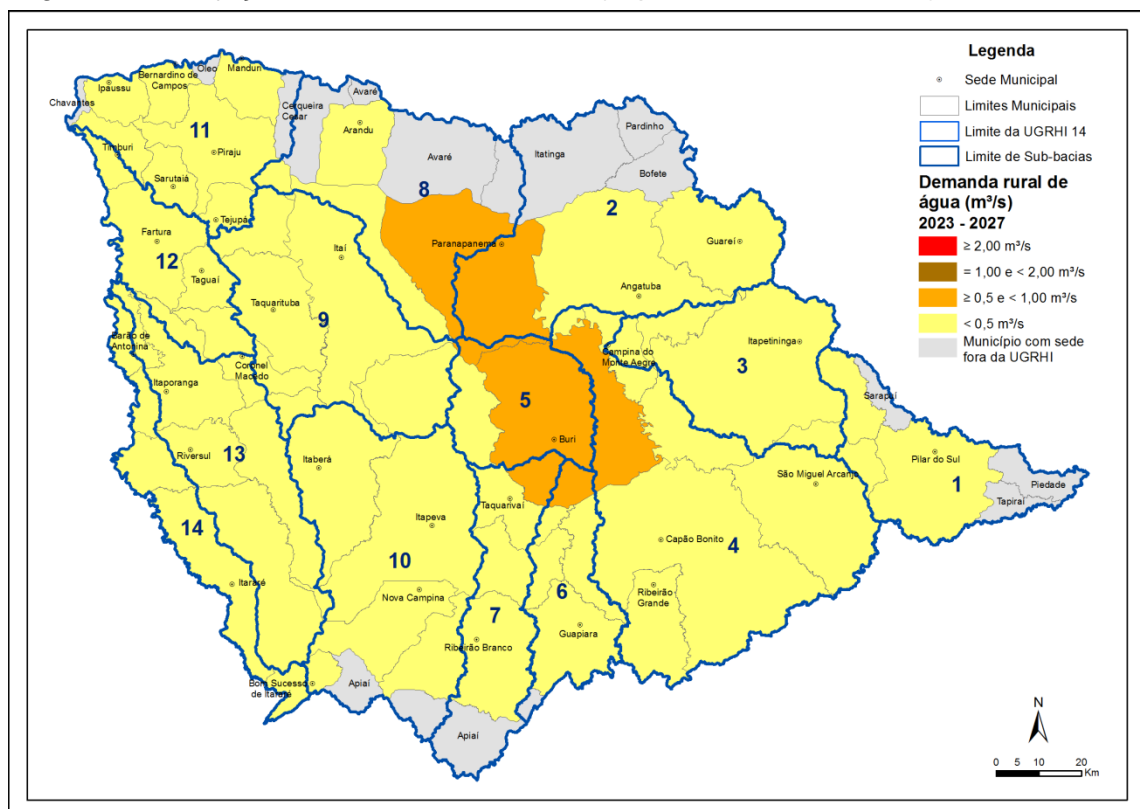 Legenda
Sede Municipal
Limites Municipais
Limite da UGRHI 14
Limite de Sub-bacias
Demanda rural de
água (m³/s)
2023 - 2027
≥ 2,00 m³/s
= 1,00 e < 2,00 m³/s
≥ 0,5 e < 1,00 m³/s
< 0,5 m³/s
Município com sede
fora da UGRHI
Chavantes
Ipaussu
Bernardino de
Campos
Óleo
Manduri
Cerqueira
Cesar
Avaré
Arandu
11
Timburi
Piraju
Sarutaiá
Tejupá
Avaré
8
Itatinga
Pardinho
Bofete
2
Fartura
12
Taguaí
Itaí
Paranapanema
Guareí
Angatuba
Taquarituba
9
Barão de
Antonina
Coronel
Macedo
Campina do
Monte Aegre
Itapetininga
3
Itaporanga
5
Buri
Sarapuí
Riversul
13
Itaberá
Pilar do Sul
1
Piedade
Tapiraí
São Miguel Arcanjo
Taquarivaí
Itapeva
14
10
Capão Bonito
4
Itararé
Nova Campina
7
6
Ribeirão
Grande
Ribeirão Branco
Guapiara
Bom Sucesso
de Itararé
Apiaí
Apiaí
N
0 5 10 20
Km